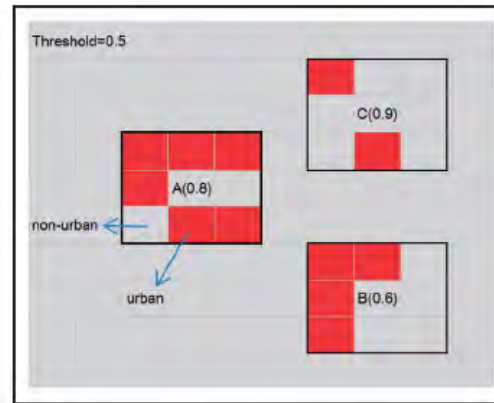 Threshold=0.5
C(0.9)
A(0.8)
non-urban
urban
B(0.6)